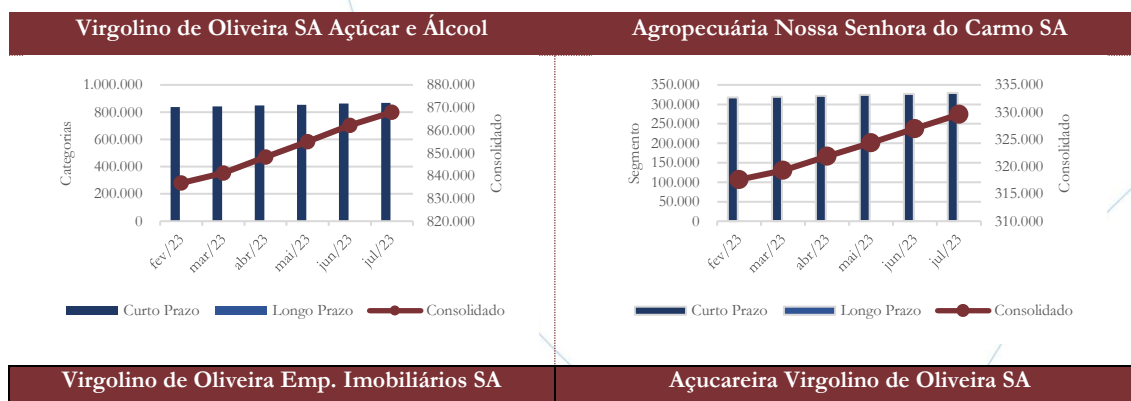 Virgolino de Oliveira SA Açúcar e Álcool
Agropecuária Nossa Senhora do Carmo SA
1.000.000
800.000
600.000
400.000
200.000
0
Categorias
880.000
870.000
860.000
850.000
840.000
830.000
820.000
Consolidado
fev/23
mar/23
abr/23
mai/23
jun/23
jul/23
Curto Prazo
Longo Prazo
Consolidado
350.000
300.000
250.000
200.000
150.000
100.000
50.000
0
Segmento
335.000
330.000
325.000
320.000
315.000
310.000
Consolidado
fev/23
mar/23
abr/23
mai/23
jun/23
jul/23
Curto Prazo
Longo Prazo
Consolidado
Virgolino de Oliveira Emp. Imobiliários SA
Açucareira Virgolino de Oliveira SA